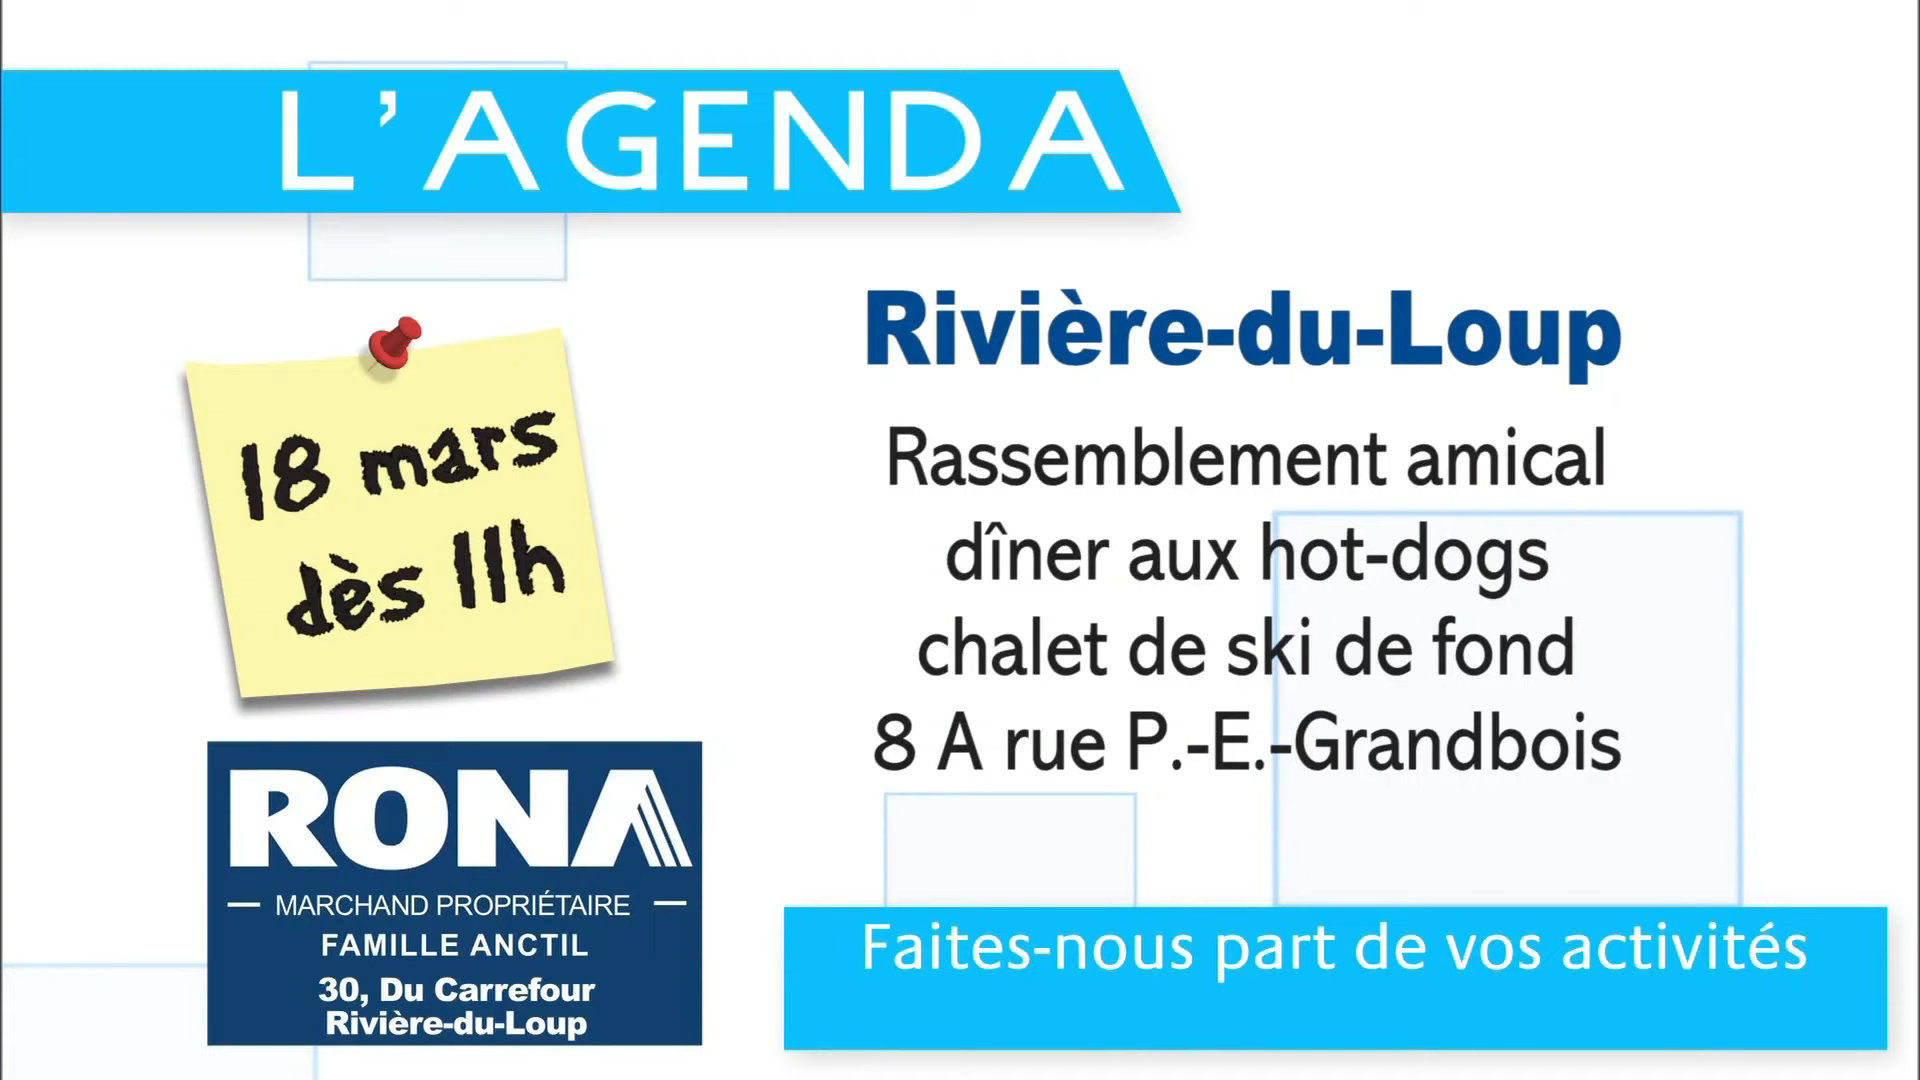 L'AGENDA
18 mars
dès 11h
Rivière-du-Loup
Rassemblement amical
dîner aux hot-dogs
chalet de ski de fond
8 A rue P.-E.-Grandbois
RONA
MARCHAND PROPRIÉTAIRE
FAMILLE ANCTIL
30, Du Carrefour
Rivière-du-Loup
Faites-nous part de vos activités